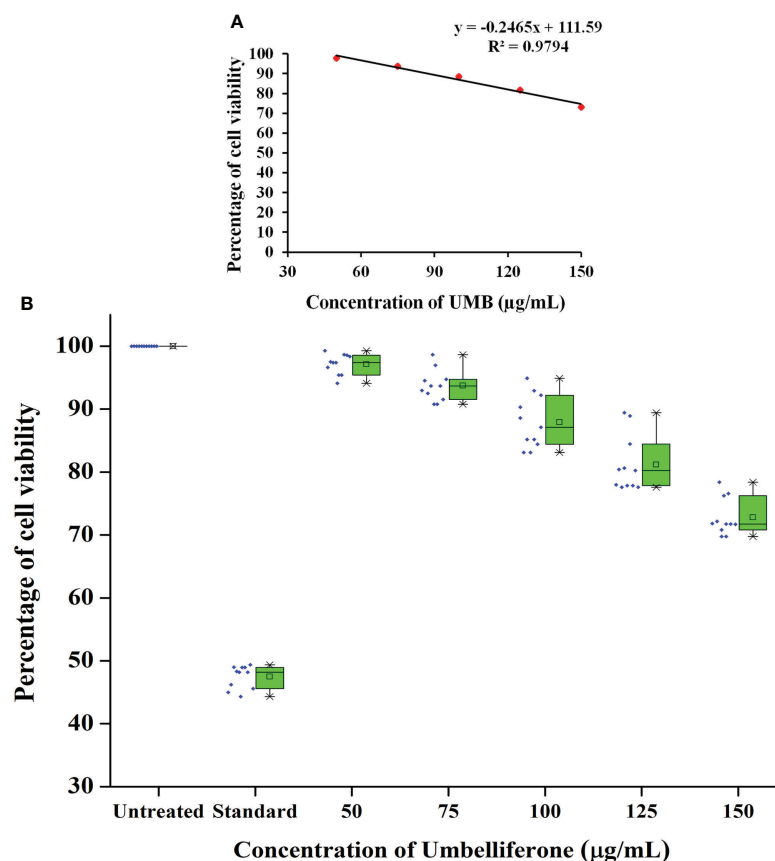 A
y = -0.2465x + 111.59
R² = 0.9794
Percentage of cell viability
100
90
80
70
60
50
40
30
20
10
0
30
60
90
120
150
Concentration of UMB (µg/mL)
B
Percentage of cell viability
100
90
80
70
60
50
40
30
Untreated Standard 50 75 100 125 150
Concentration of Umbelliferone (µg/mL)